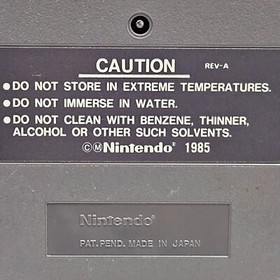 CAUTION REV-A
•DO NOT STORE IN EXTREME TEMPERATURES.
•DO NOT IMMERSE IN WATER.
•DO NOT CLEAN WITH BENZENE, THINNER,
ALCOHOL OR OTHER SUCH SOLVENTS.
©ⓂNintendo® 1985
Nintendo®
PAT. PEND. MADE IN JAPAN